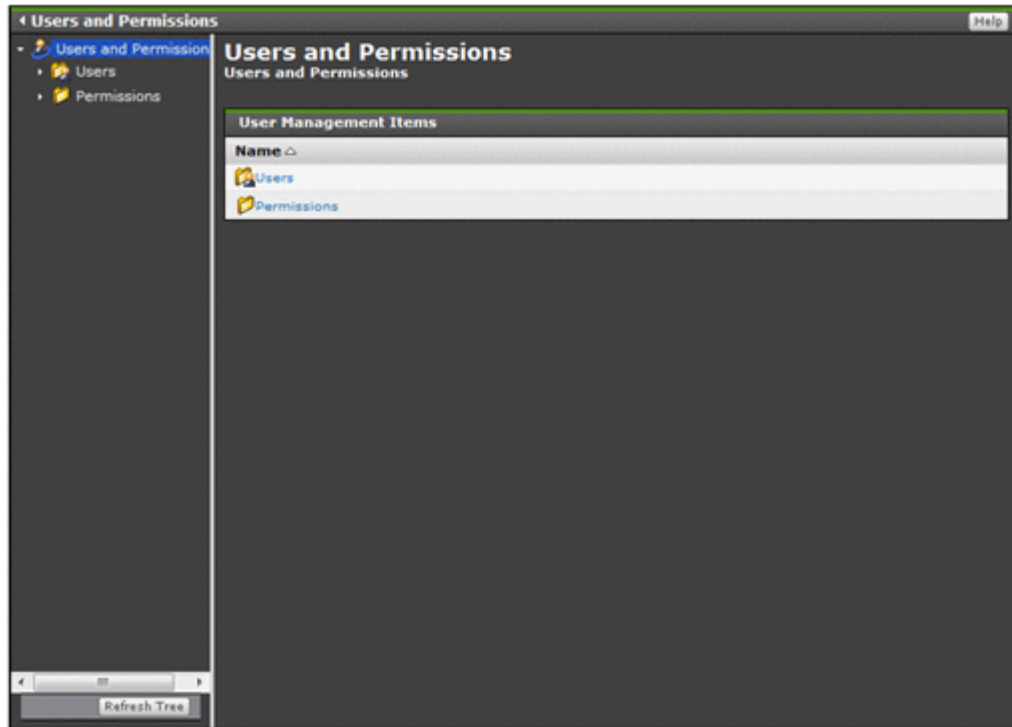 Users and Permissions
Help
Users and Permission
Users
Permissions
Users and Permissions
Users and Permissions
User Management Items
Name
Users
Permissions
Refresh Tree